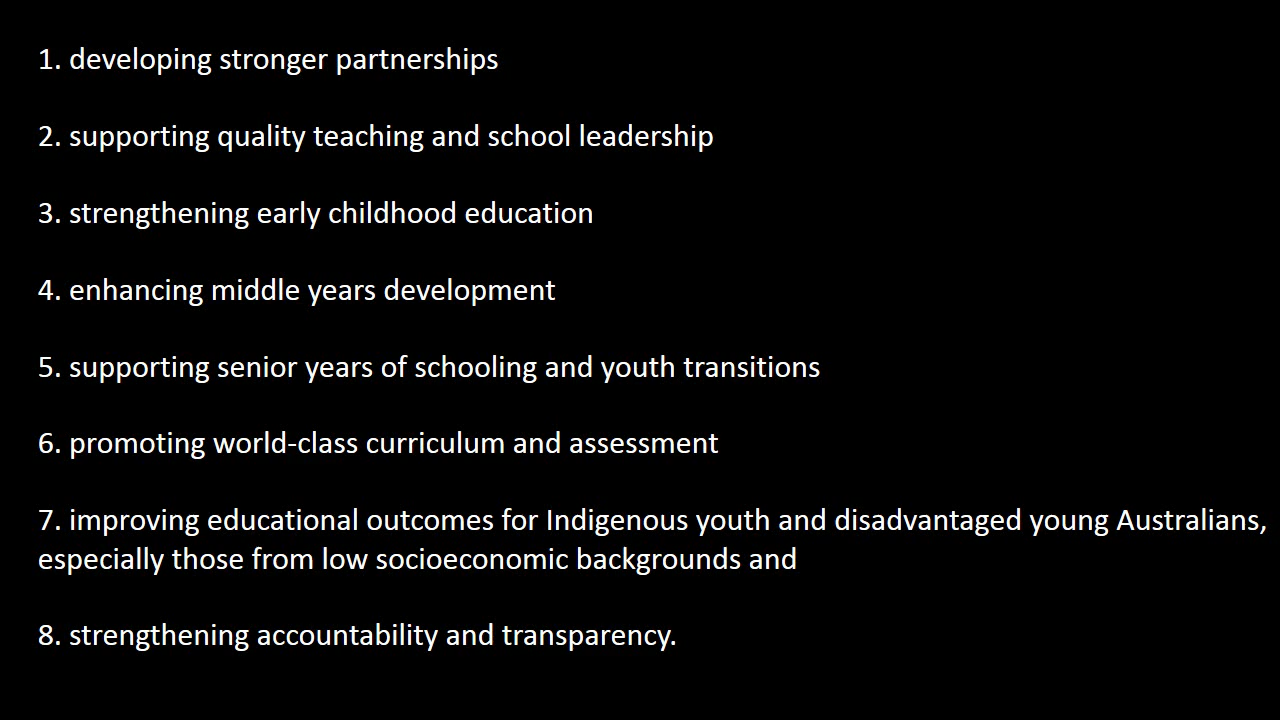 1. developing stronger partnerships
2. supporting quality teaching and school leadership
3. strengthening early childhood education
4. enhancing middle years development
5. supporting senior years of schooling and youth transitions
6. promoting world-class curriculum and assessment
7. improving educational outcomes for Indigenous youth and disadvantaged young Australians,
especially those from low socioeconomic backgrounds and
8. strengthening accountability and transparency.